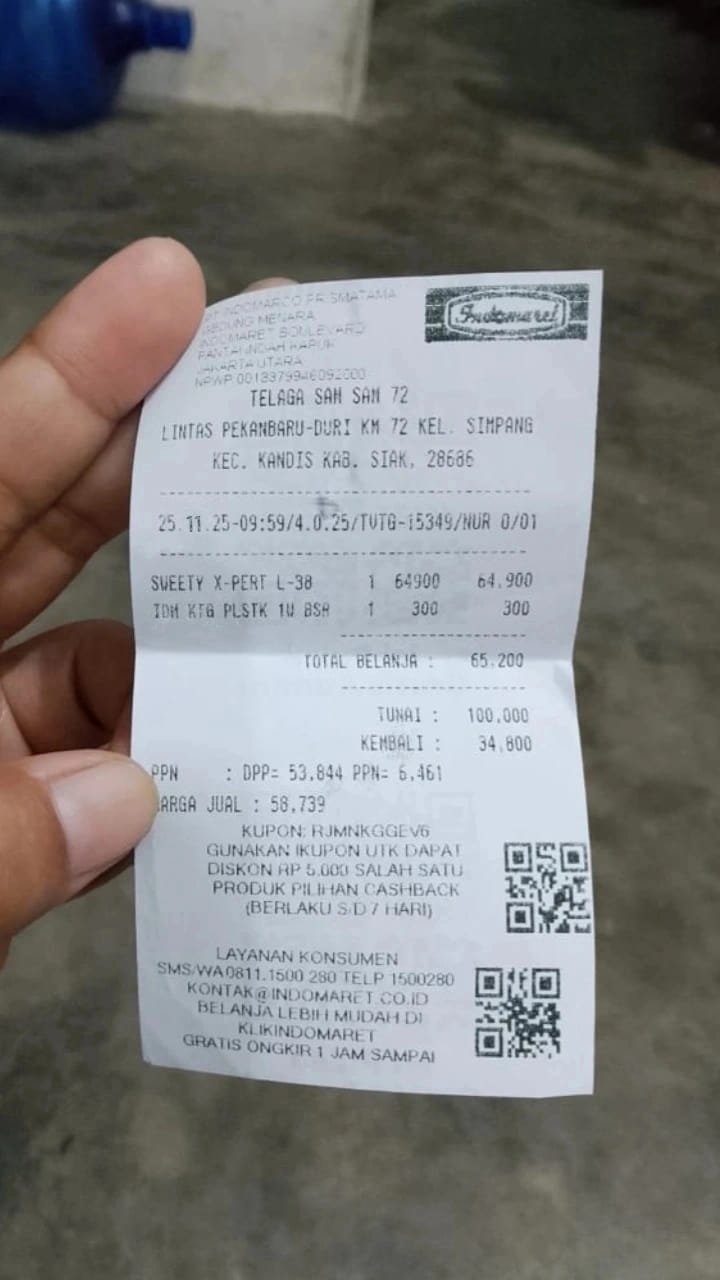 PT INDOMARCO PRISMATAMA
GEDUNG MENARA
INDOMARET BOULEVARD
PANTAI INDAH KAPUK
JAKARTA UTARA
NPWP 0013379946092000
Indomaret
TELAGA SAM SAM 72
LINTAS PEKANBARU-DURI KM 72 KEL. SIMPANG
KEC. KANDIS KAB. SIAK, 28686
25.11.25-09:59/4.0.25/TVTG-15349/NUR 0/01
SWEETY X-PERT L-38 1 64900 64,900
IDM KTG PLSTK 1U BSR 1 300 300
TOTAL BELANJA : 65,200
TUNAI : 100,000
KEMBALI : 34,800
PPN : DPP= 53,844 PPN= 6,461
HARGA JUAL : 58,739
KUPON: RJMNKGGEV6
GUNAKAN IKUPON UTK DAPAT
DISKON RP 5.000 SALAH SATU
PRODUK PILIHAN CASHBACK
(BERLAKU S/D 7 HARI)
LAYANAN KONSUMEN
SMS/WA 0811.1500 280 TELP 1500280
KONTAK@INDOMARET.CO.ID
BELANJA LEBIH MUDAH DI
KLIKINDOMARET
GRATIS ONGKIR 1 JAM SAMPAI